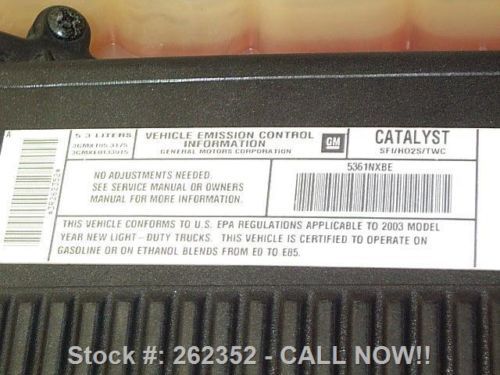 A
5.3 LITERS
3GMXT05.3175
3GMXE0133915
VEHICLE EMISSION CONTROL
INFORMATION
GENERAL MOTORS CORPORATION
GM
CATALYST
SFI/HO2S/TWC
NO ADJUSTMENTS NEEDED.
SEE SERVICE MANUAL OR OWNERS
MANUAL FOR MORE INFORMATION.
5361NXBE
THIS VEHICLE CONFORMS TO U.S. EPA REGULATIONS APPLICABLE TO 2003 MODEL
YEAR NEW LIGHT - DUTY TRUCKS. THIS VEHICLE IS CERTIFIED TO OPERATE ON
GASOLINE OR ON ETHANOL BLENDS FROM E0 TO E85.
Stock #: 262352 - CALL NOW!!